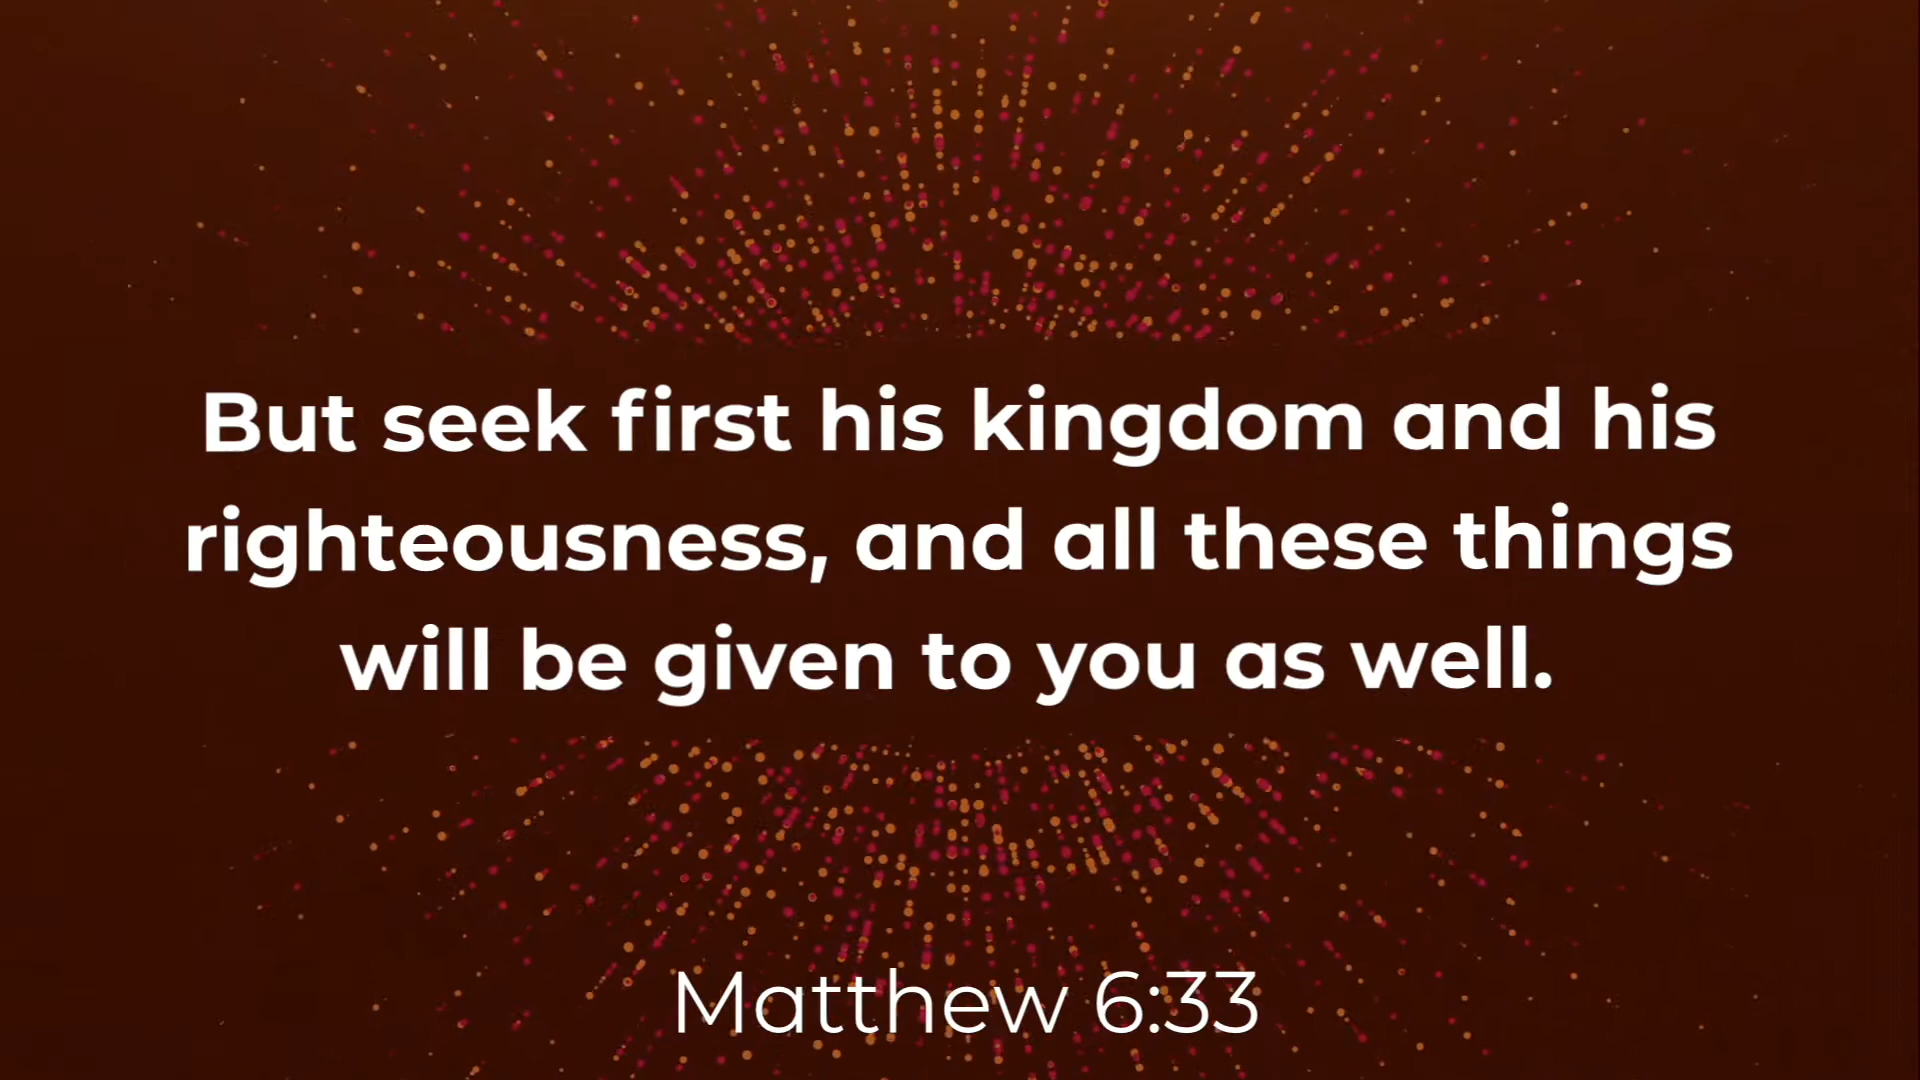 But seek first his kingdom and his
righteousness, and all these things
will be given to you as well.
Matthew 6:33